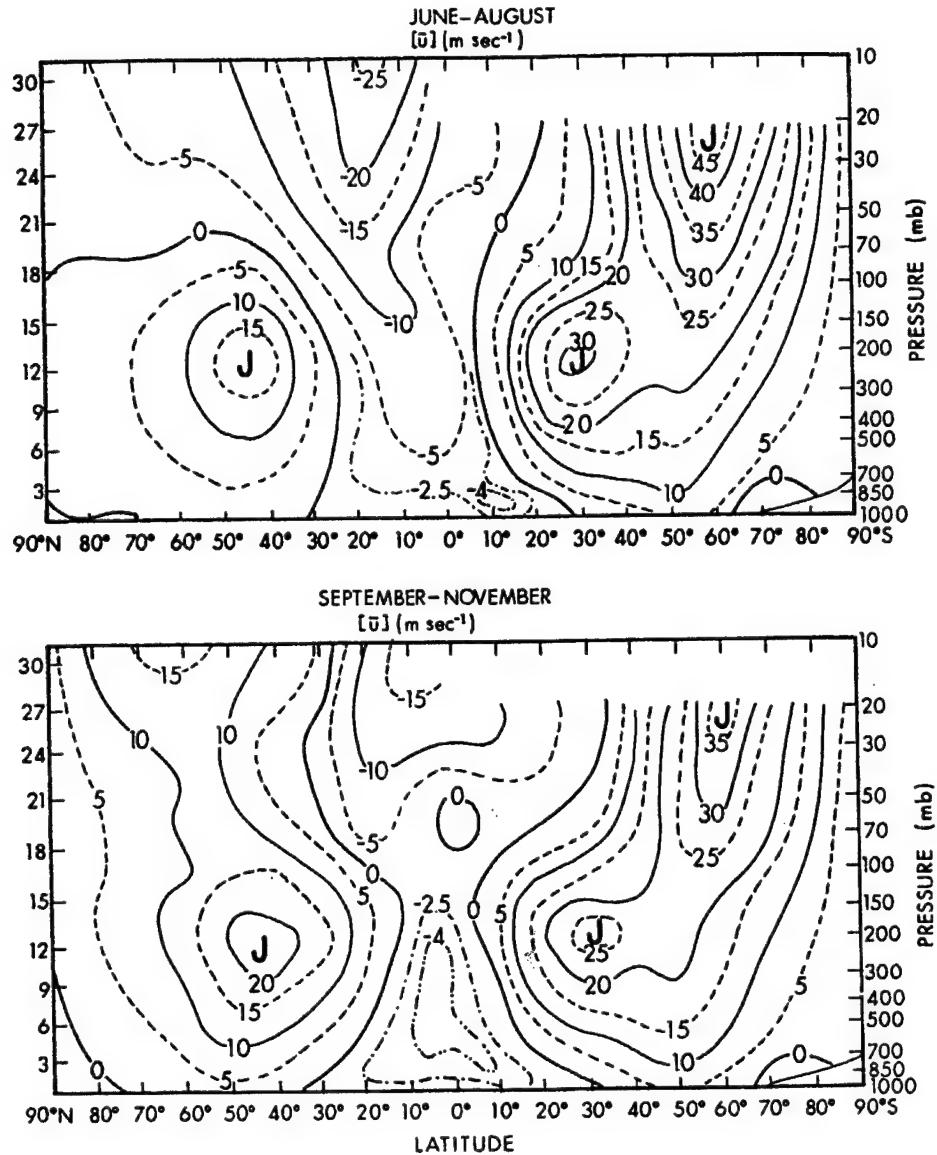 JUNE–AUGUST
[ū] (m sec⁻¹)
30 -25 10
27 J 20
-5 45 30
24 -20 -5 40
21 0 -15 0 35 50
5 70
18 5 10 15 20 30 100
10 25 25
15 15 -10 150
30
12 J J 200
300
9 20 400
15 5 500
6 -5
0 700
3 -2.5 -4 10 850
1000
PRESSURE (mb)
90°N 80° 70° 60° 50° 40° 30° 20° 10° 0° 10° 20° 30° 40° 50° 60° 70° 80° 90°S
SEPTEMBER–NOVEMBER
[ū] (m sec⁻¹)
30 15 -15 10
27 J 20
10 10 35 30
24 -10
21 5 0 30 50
-5 70
18 0 25 100
15 5 -2.5 0 5 150
12 J -4 J 25 200
9 20 20 5 300
15 400
6 -15 500
10 0 700
3 0 5 10 850
1000
PRESSURE (mb)
90°N 80° 70° 60° 50° 40° 30° 20° 10° 0° 10° 20° 30° 40° 50° 60° 70° 80° 90°S
LATITUDE